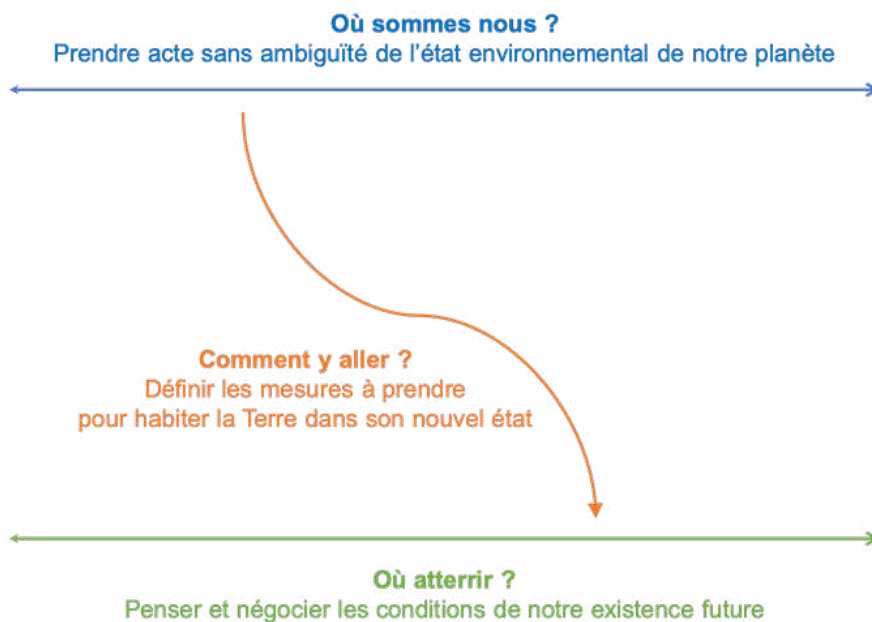 Où sommes nous ?
Prendre acte sans ambiguïté de l'état environnemental de notre planète
Comment y aller ?
Définir les mesures à prendre
pour habiter la Terre dans son nouvel état
Où atterrir ?
Penser et négocier les conditions de notre existence future